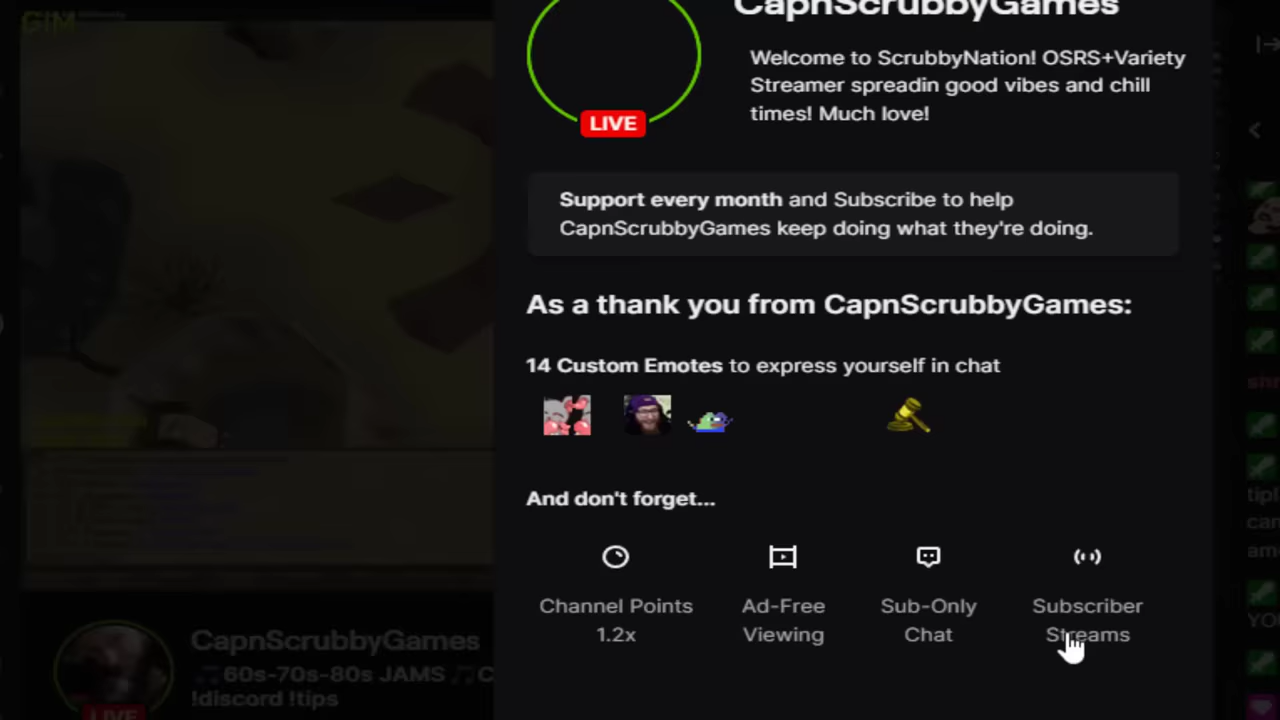 GIM
CapnScrubbyGames
Welcome to ScrubbyNation! OSRS+Variety
Streamer spreadin good vibes and chill
times! Much love!
LIVE
Support every month and Subscribe to help
CapnScrubbyGames keep doing what they're doing.
As a thank you from CapnScrubbyGames:
14 Custom Emotes to express yourself in chat
And don't forget...
Channel Points
1.2x
Ad-Free
Viewing
Sub-Only
Chat
Subscriber
Streams
CapnScrubbyGames
60s-70s-80s JAMS
!discord !tips
LIVE